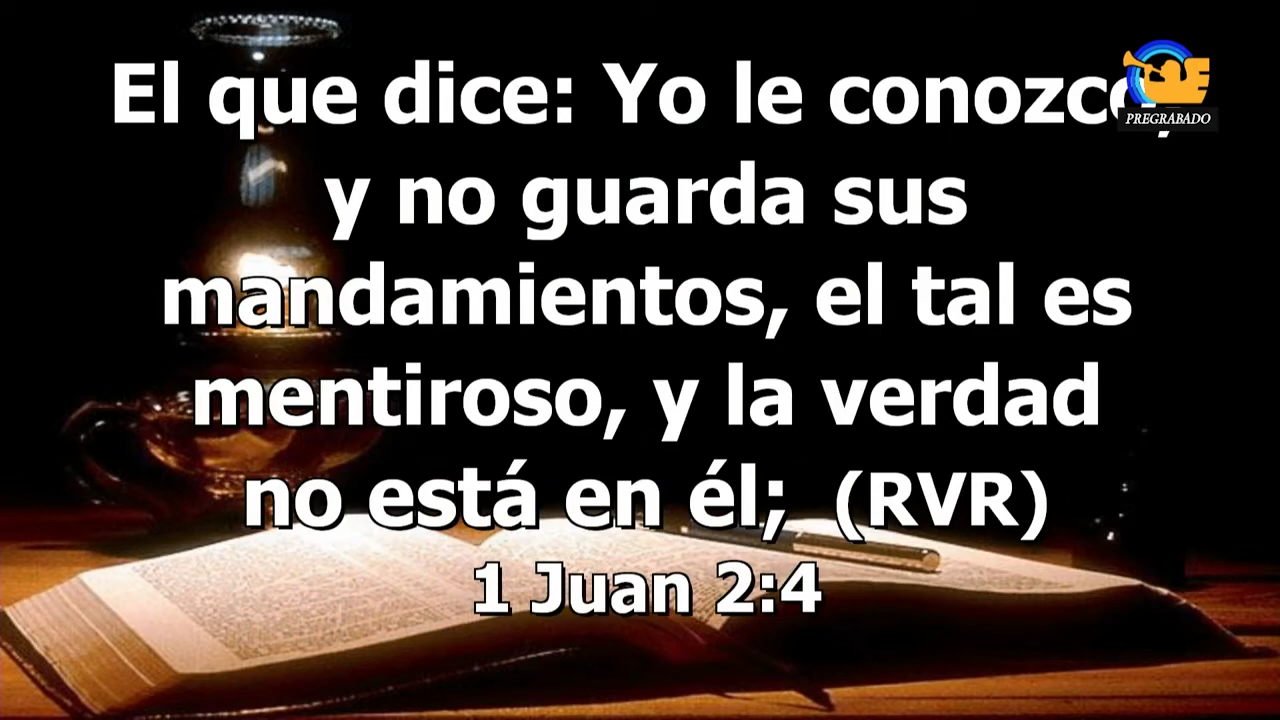 El que dice: Yo le conozco,
y no guarda sus
mandamientos, el tal es
mentiroso, y la verdad
no está en él; (RVR)
1 Juan 2:4
PREGRABADO